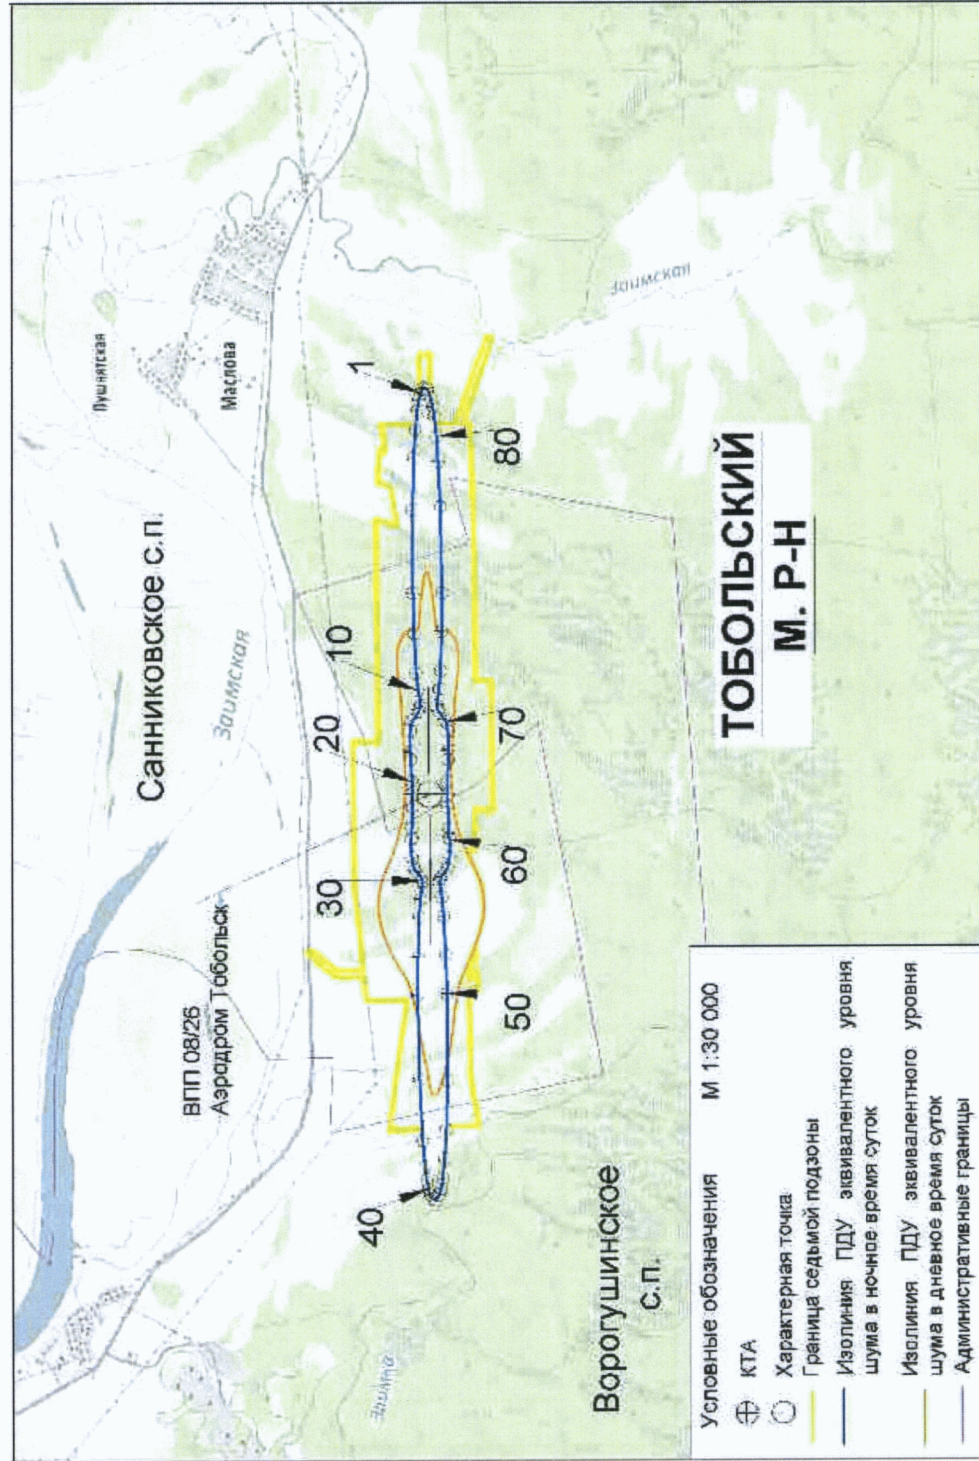 Пушнятская
Маслова
Санниковское с.п.
Заимская
Заимская
ВПП 08/26
Аэродром Тобольск
1
10
20
30
40
50
60
70
80
ТОБОЛЬСКИЙ
М. Р-Н
Ворогушинское
с.п.
Условные обозначения М 1:30 000
КТА
Характерная точка
Граница седьмой подзоны
Изолиния ПДУ эквивалентного уровня
шума в ночное время суток
Изолиния ПДУ эквивалентного уровня
шума в дневное время суток
Административные границы